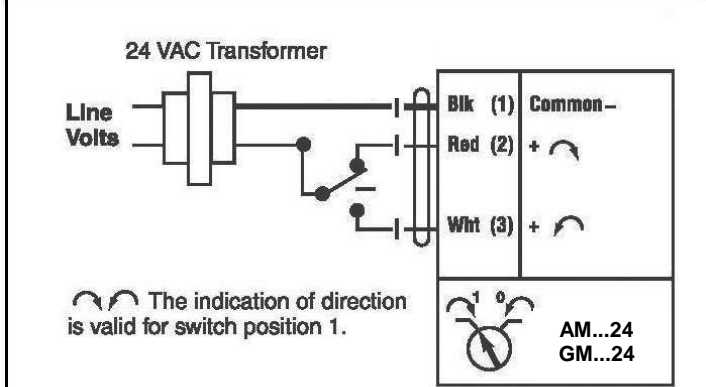 24 VAC Transformer
Line
Volts
Blk (1) Common –
Red (2) +
Wht (3) +
The indication of direction
is valid for switch position 1.
1 0
AM...24
GM...24